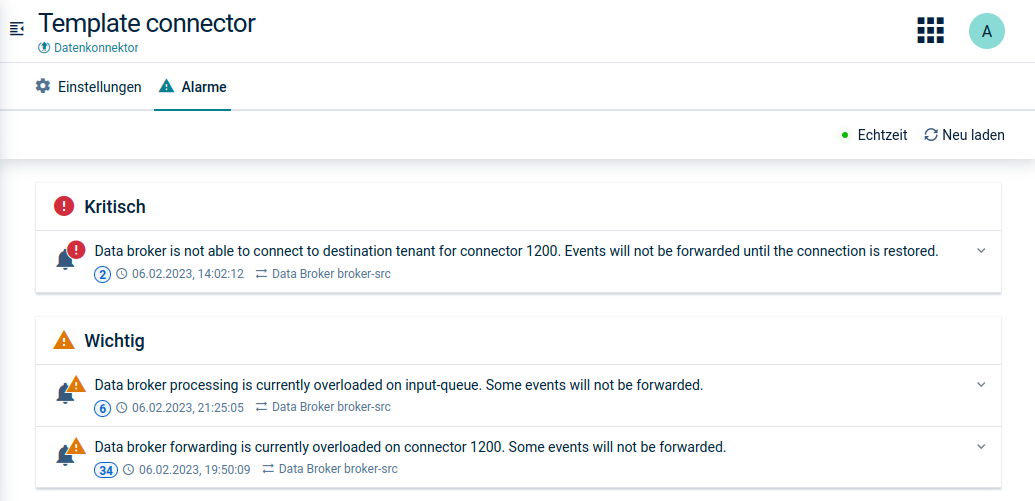 Template connector
Datenkonnektor
A
Einstellungen Alarme
Echtzeit Neu laden
Kritisch
Data broker is not able to connect to destination tenant for connector 1200. Events will not be forwarded until the connection is restored.
2 06.02.2023, 14:02:12 Data Broker broker-src
Wichtig
Data broker processing is currently overloaded on input-queue. Some events will not be forwarded.
6 06.02.2023, 21:25:05 Data Broker broker-src
Data broker forwarding is currently overloaded on connector 1200. Some events will not be forwarded.
34 06.02.2023, 19:50:09 Data Broker broker-src